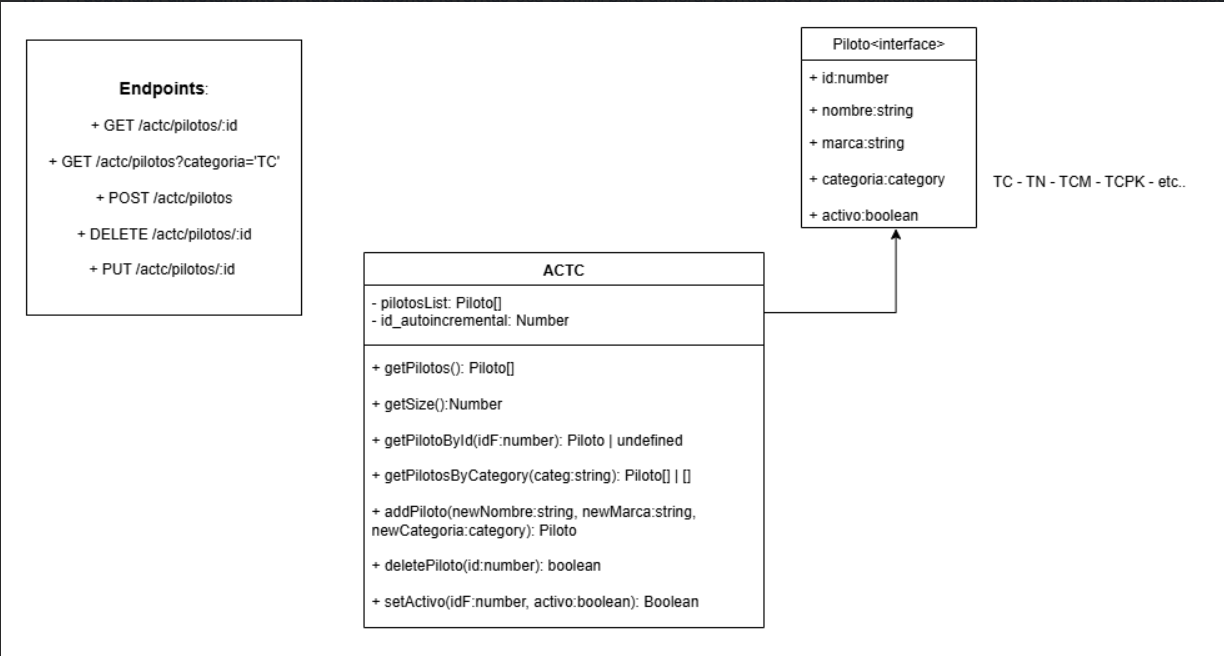 Endpoints:
+ GET /actc/pilotos/:id
+ GET /actc/pilotos?categoria='TC'
+ POST /actc/pilotos
+ DELETE /actc/pilotos/:id
+ PUT /actc/pilotos/:id
Piloto<interface>
+ id:number
+ nombre:string
+ marca:string
+ categoria:category
+ activo:boolean
TC - TN - TCM - TCPK - etc..
ACTC
- pilotosList: Piloto[]
- id_autoincremental: Number
+ getPilotos(): Piloto[]
+ getSize():Number
+ getPilotoById(idF:number): Piloto | undefined
+ getPilotosByCategory(categ:string): Piloto[] | []
+ addPiloto(newNombre:string, newMarca:string,
newCategoria:category): Piloto
+ deletePiloto(id:number): boolean
+ setActivo(idF:number, activo:boolean): Boolean